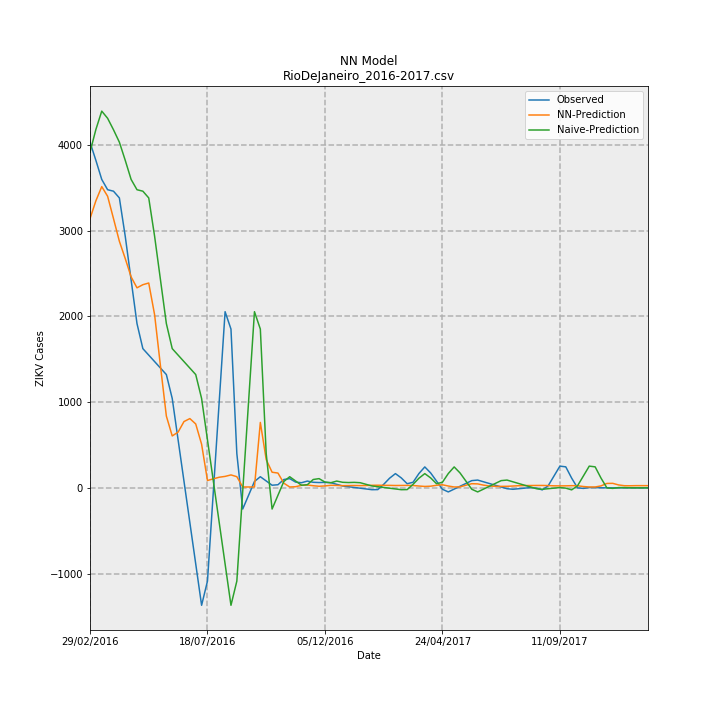 NN Model
RioDeJaneiro_2016-2017.csv
Observed
NN-Prediction
Naive-Prediction
4000
3000
2000
1000
0
−1000
ZIKV Cases
29/02/2016
18/07/2016
05/12/2016
24/04/2017
11/09/2017
Date